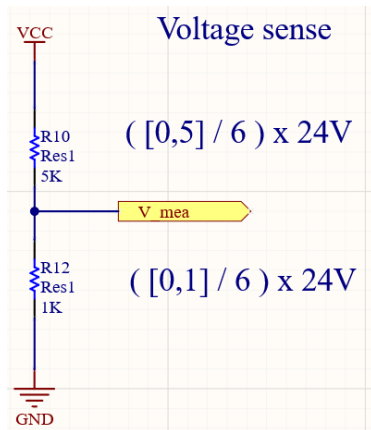 Voltage sense
VCC
R10
Res1
5K
( [0,5] / 6 ) x 24V
V_mea
R12
Res1
1K
( [0,1] / 6 ) x 24V
GND